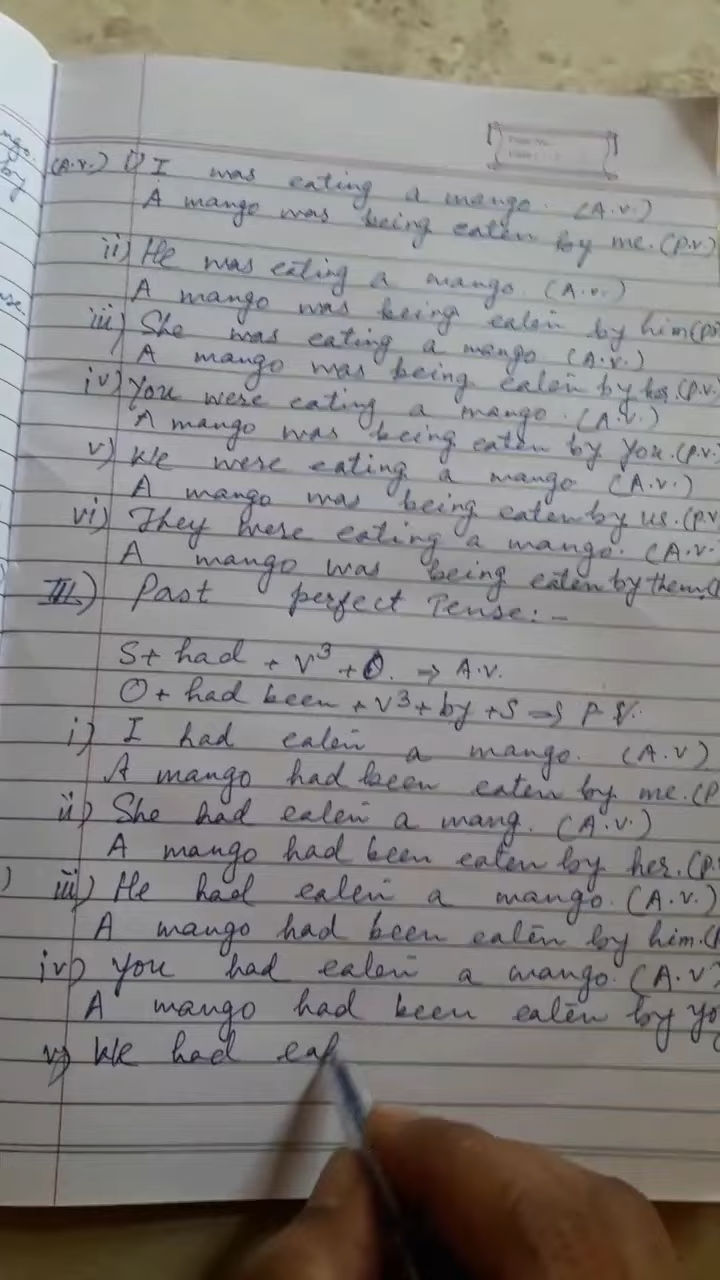 mgo.
by
(A.V.) i) I was eating a mango. (A.V.)
A mango was being eaten by me. (P.V)
ii) He was eating a mango. (A.V.)
A mango was being eaten by him (P.V
iii) She was eating a mango (A.V.)
A mango was being eaten by her. (P.V.)
iv) You were eating a mango. (A.V.)
A mango was being eaten by you. (P.V.)
v) We were eating a mango (A.V.)
A mango was being eaten by us. (P.V
vi) They were eating a mango. (A.V.
A mango was being eaten by them. (
III) Past perfect Tense:-
S+ had + V3 + O. ⇒ A.V.
O + had been + V3 + by + S ⇒ P.V.
i) I had eaten a mango. (A.V)
A mango had been eaten by me. (P
ii) She had eaten a mang. (A.V.)
A mango had been eaten by her. (P.V
iii) He had eaten a mango. (A.V.)
A mango had been eaten by him. (
iv) You had eaten a mango. (A.V)
A mango had been eaten by yo
v) We had eat